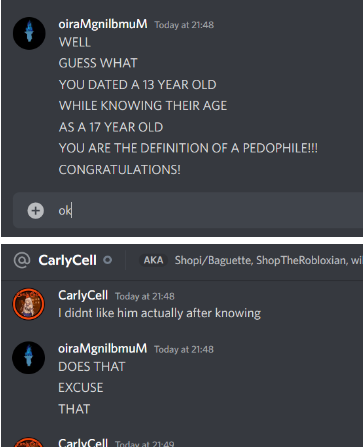 oiraMgnilbmuM Today at 21:48
WELL
GUESS WHAT
YOU DATED A 13 YEAR OLD
WHILE KNOWING THEIR AGE
AS A 17 YEAR OLD
YOU ARE THE DEFINITION OF A PEDOPHILE!!!
CONGRATULATIONS!
ok
@ CarlyCell AKA Shopi/Baguette, ShopTheRobloxian, wi
CarlyCell Today at 21:48
I didnt like him actually after knowing
oiraMgnilbmuM Today at 21:48
DOES THAT
EXCUSE
THAT
CarlyCell Today at 21:49